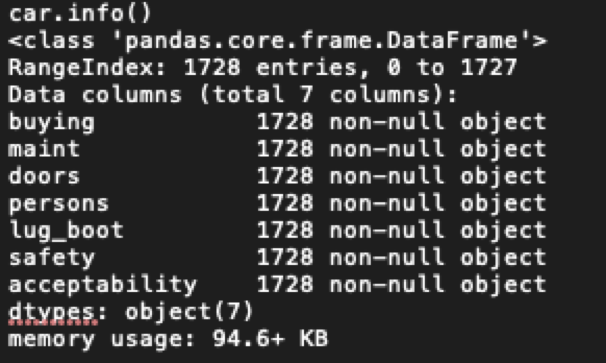 car.info()
<class 'pandas.core.frame.DataFrame'>
RangeIndex: 1728 entries, 0 to 1727
Data columns (total 7 columns):
buying 1728 non-null object
maint 1728 non-null object
doors 1728 non-null object
persons 1728 non-null object
lug_boot 1728 non-null object
safety 1728 non-null object
acceptability 1728 non-null object
dtypes: object(7)
memory usage: 94.6+ KB